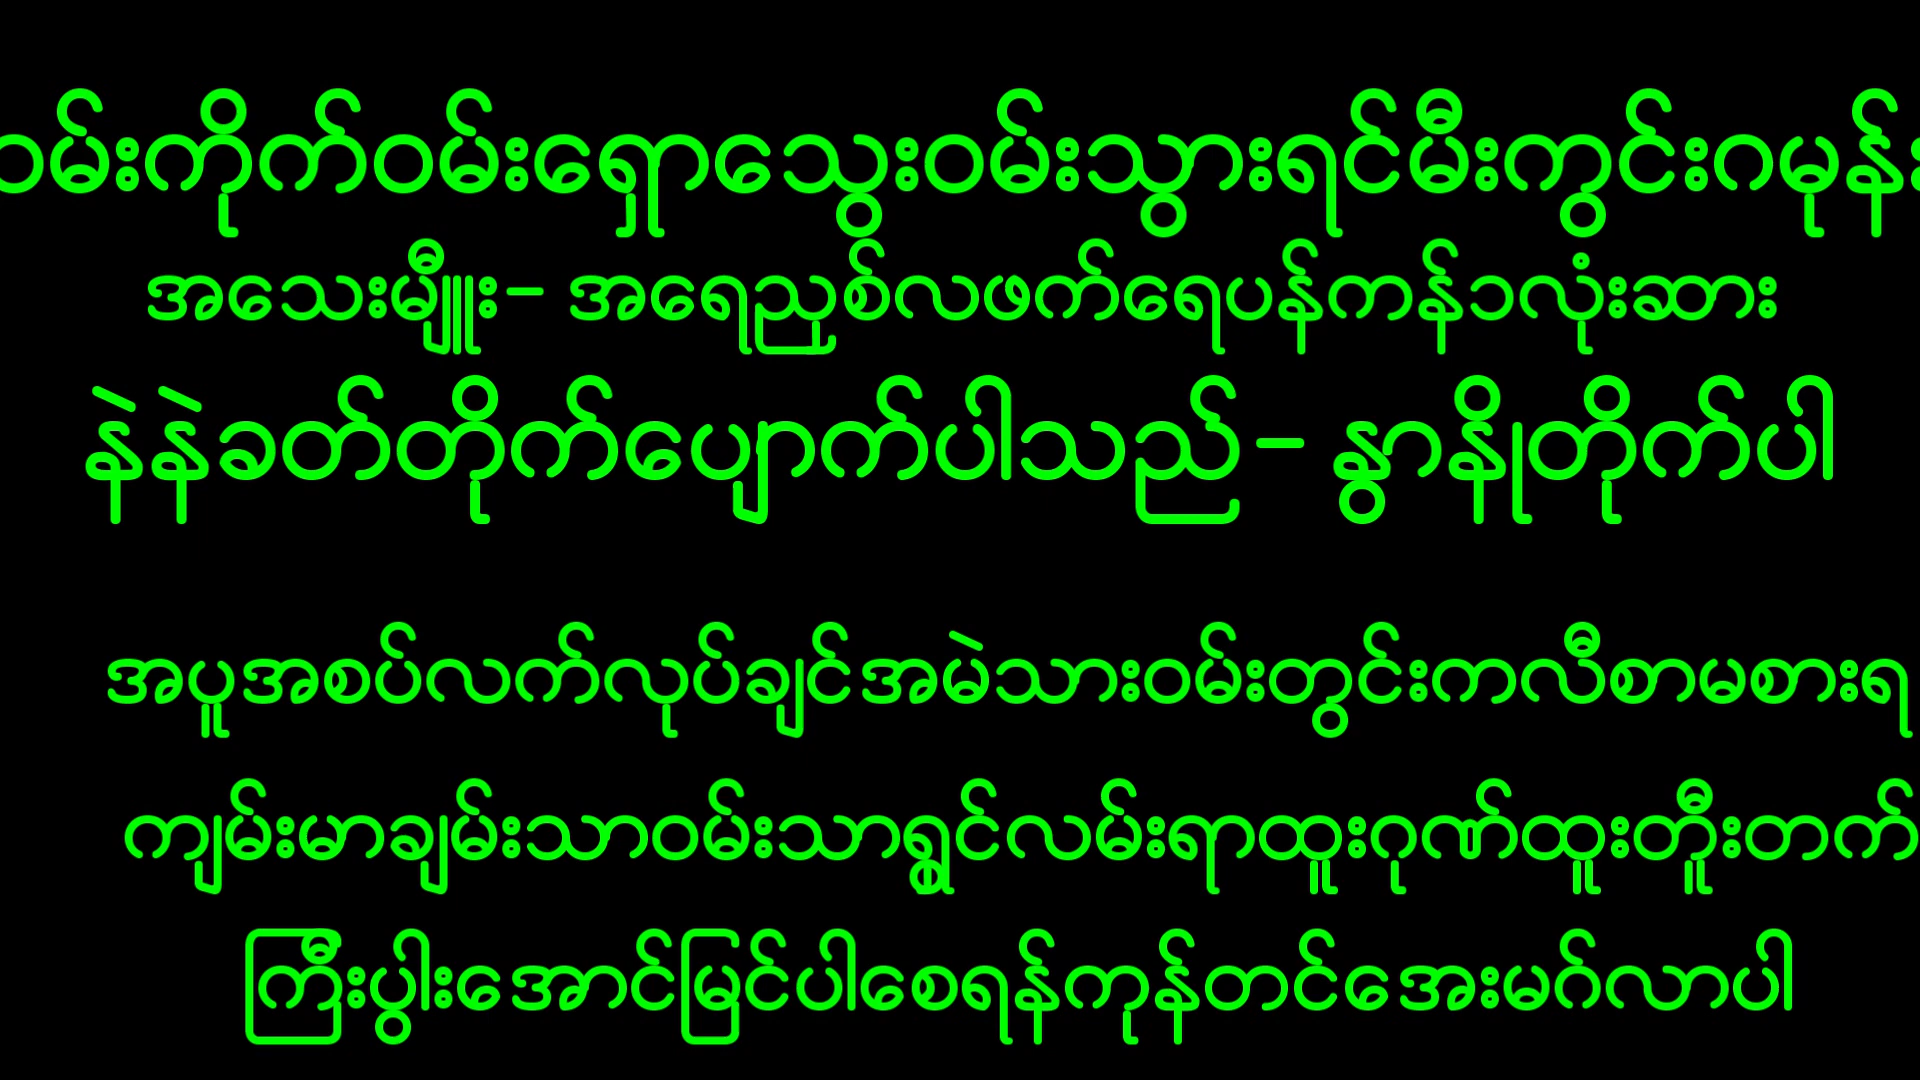 ဝမ်းကိုက်ဝမ်းရှောသွေးဝမ်းသွားရင်မီးကွင်းဂမုန်း
အသေးမျှီူး- အရေညှစ်လဖက်ရေပန်ကန်၁လုံးဆား
နဲနဲခတ်တိုက်ပျောက်ပါသည်- နွှာနို့တိုက်ပါ
အပူအစပ်လက်လုပ်ချင်အမဲသားဝမ်းတွင်းကလီစာမစားရ
ကျမ်းမာချမ်းသာဝမ်းသာရွှင်လမ်းရာထူးဂုဏ်ထူးတိူးတက်
ကြီးပွါးအောင်မြင်ပါစေရန်ကုန်တင်အေးမဂ်လာပါ